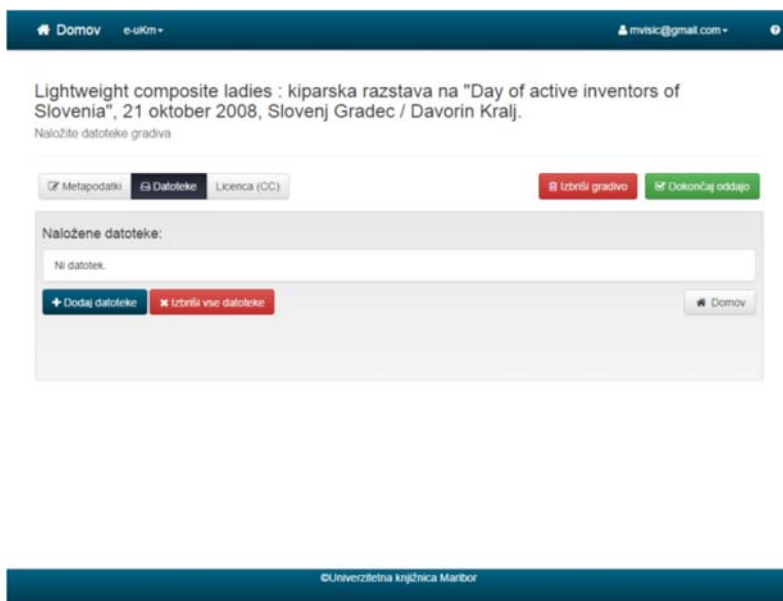 Domov e-uKm mvisic@gmail.com
Lightweight composite ladies : kiparska razstava na "Day of active inventors of
Slovenia", 21 oktober 2008, Slovenj Gradec / Davorin Kralj.
Naložite datoteke gradiva
Metapodatki Datoteke Licenca (CC) Izbriši gradivo Dokončaj oddajo
Naložene datoteke:
Ni datotek.
Dodaj datoteke Izbriši vse datoteke Domov
©Univerzitetna knjižnica Maribor